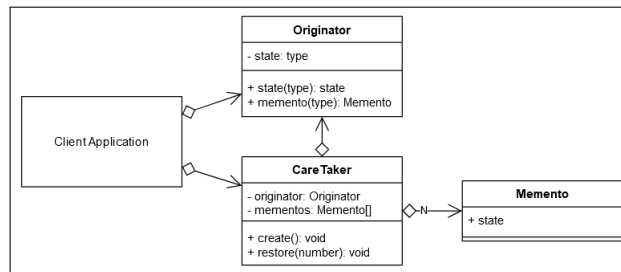 Originator
- state: type
+ state(type): state
+ memento(type): Memento
Client Application
CareTaker
- originator: Originator
- mementos: Memento[]
+ create(): void
+ restore(number): void
N
Memento
+ state